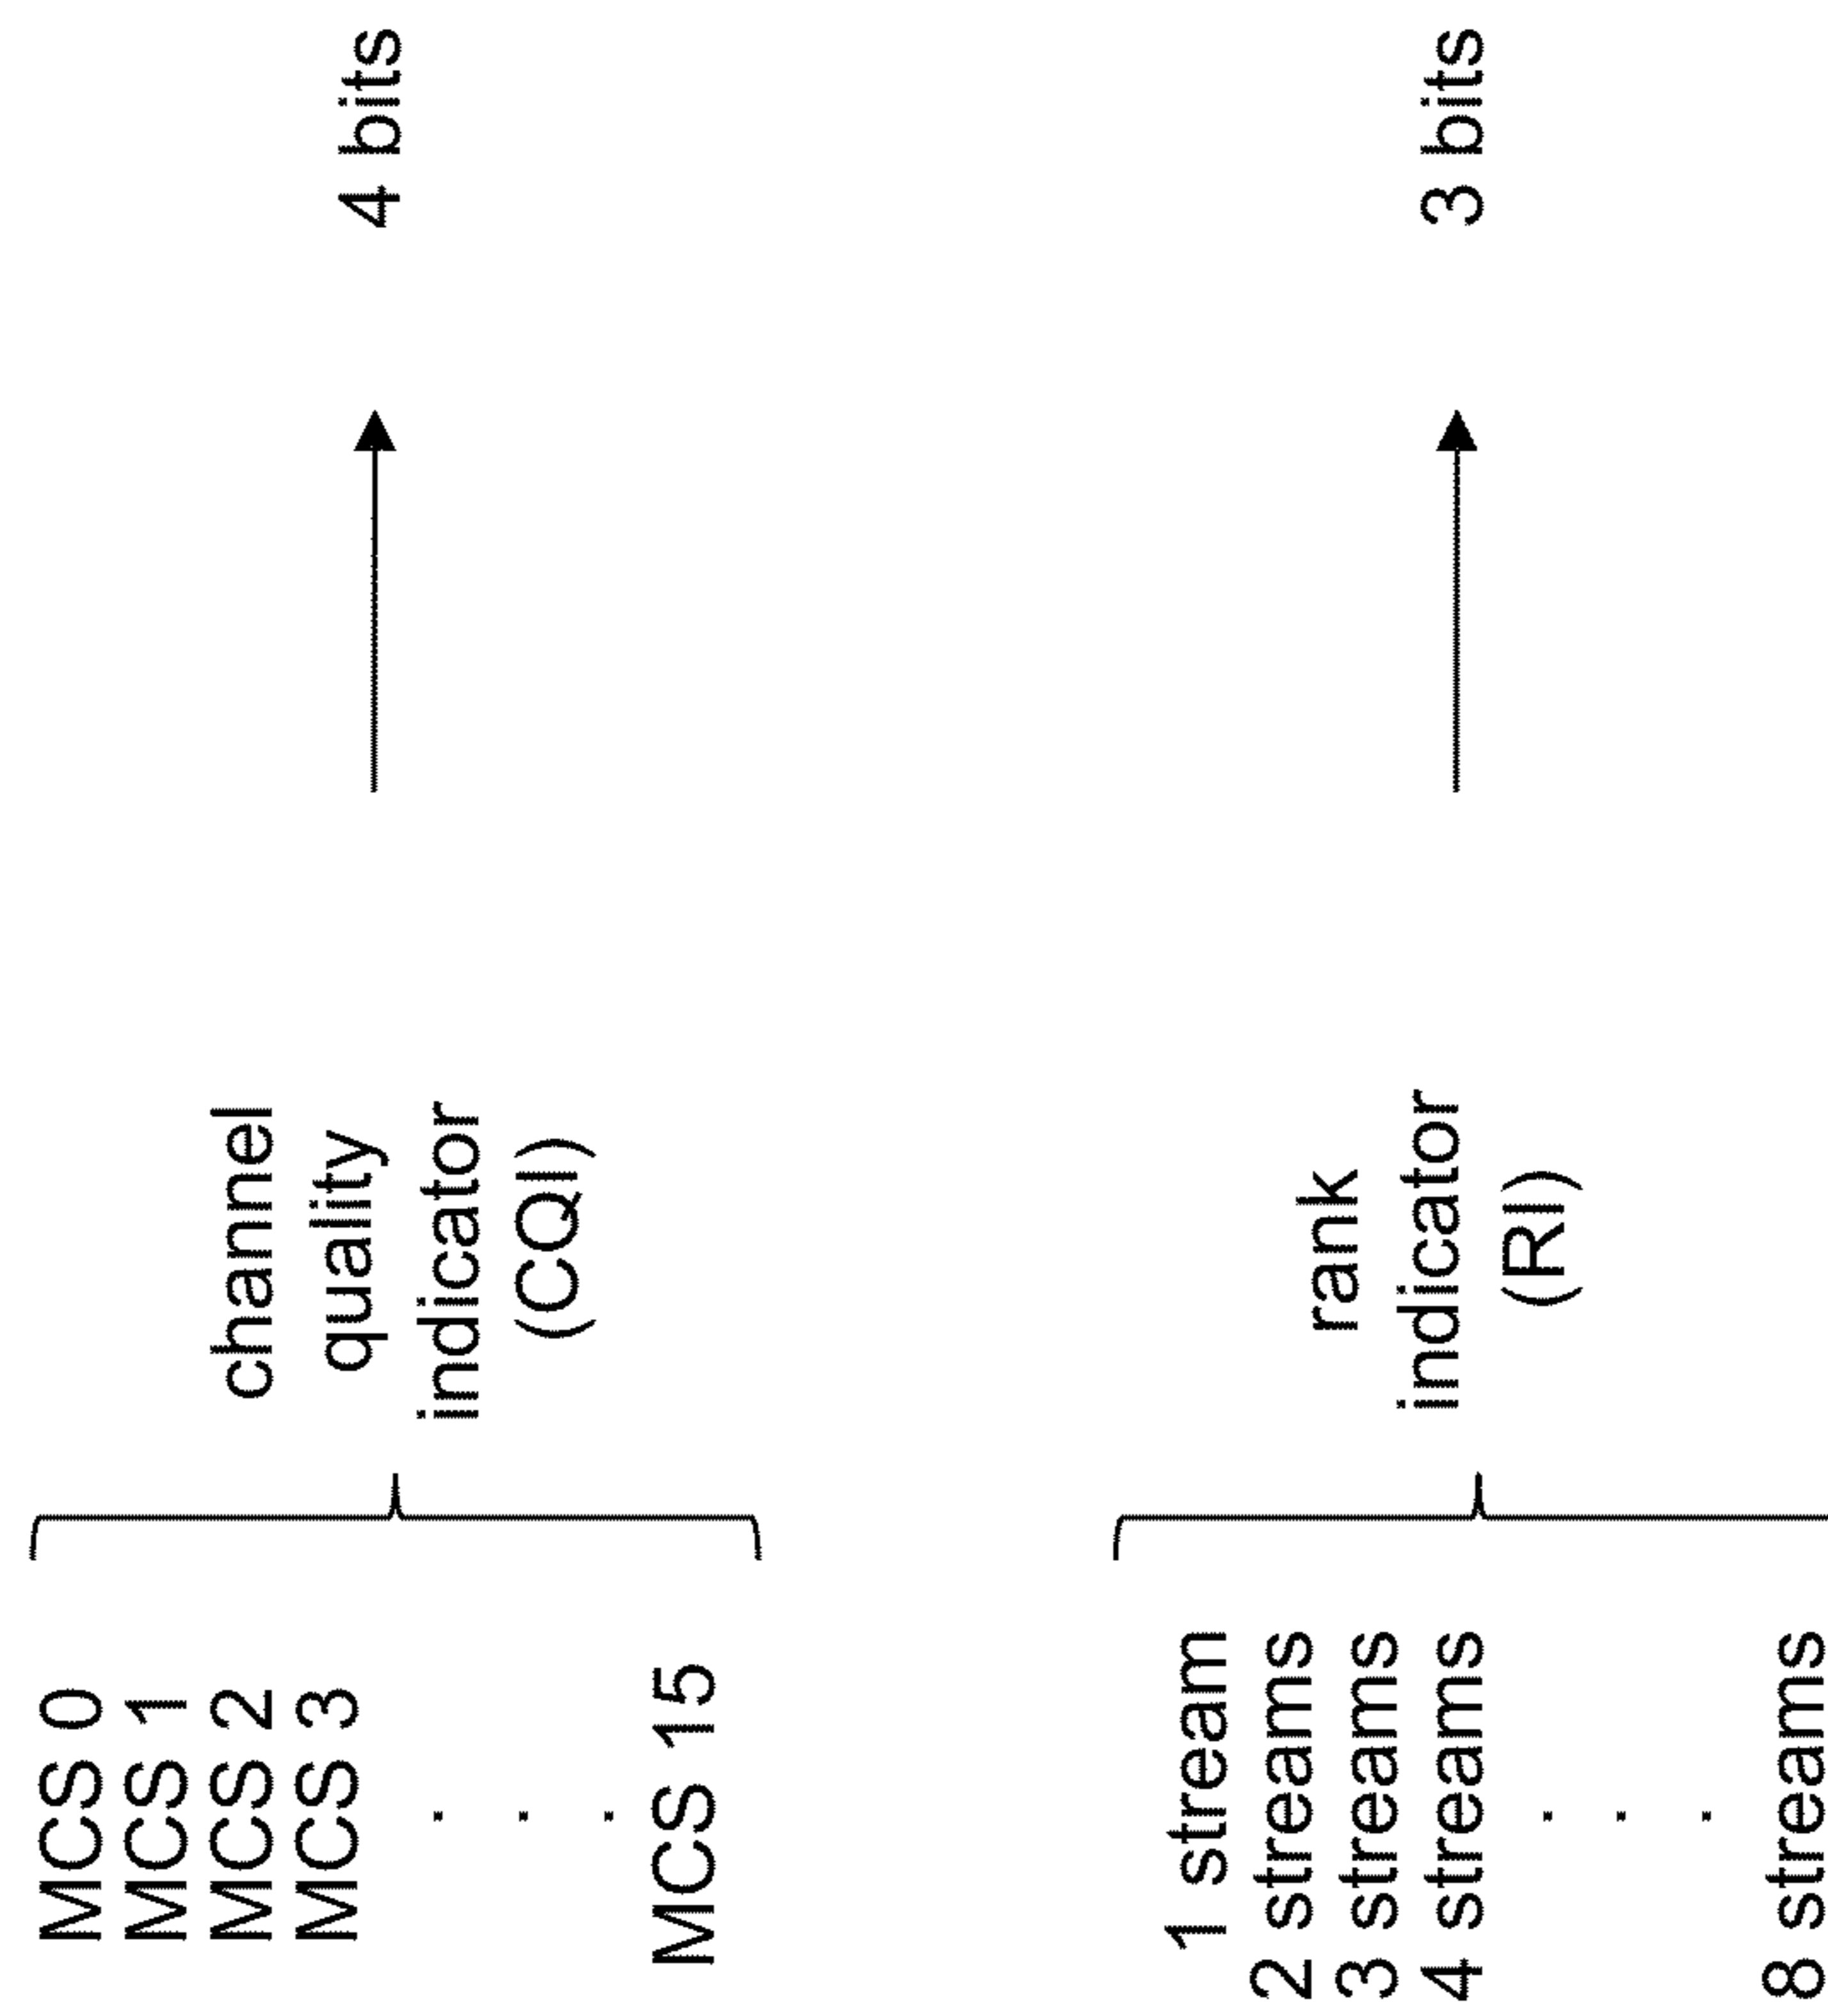 MCS 0
MCS 1
MCS 2
MCS 3
.
.
.
MCS 15
channel
quality
indicator
(CQI)
4 bits
1 stream
2 streams
3 streams
4 streams
.
.
.
8 streams
rank
indicator
(RI)
3 bits